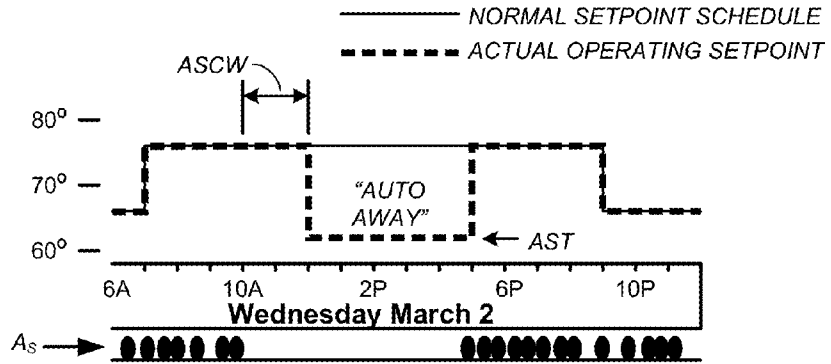 NORMAL SETPOINT SCHEDULE
ACTUAL OPERATING SETPOINT
ASCW
80°
70°
60°
"AUTO
AWAY"
AST
6A 10A 2P 6P 10P
Wednesday March 2
As